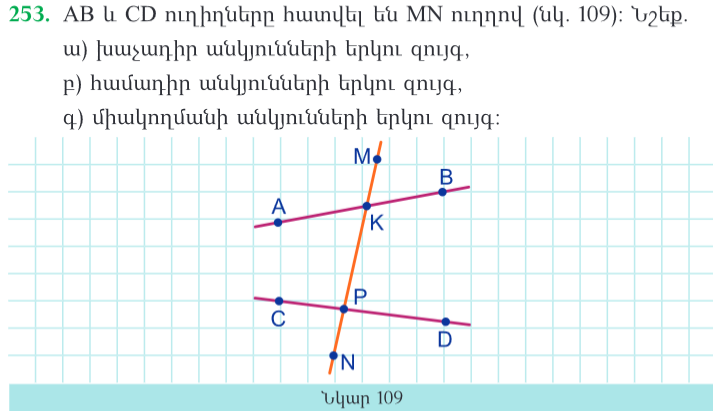 253. AB և CD ուղիղները հատվել են MN ուղղով (նկ. 109): Նշեք.
ա) խաչադիր անկյունների երկու զույգ,
բ) համադիր անկյունների երկու զույգ,
գ) միակողմանի անկյունների երկու զույգ:
M
B
A
K
P
C
D
N
Նկար 109